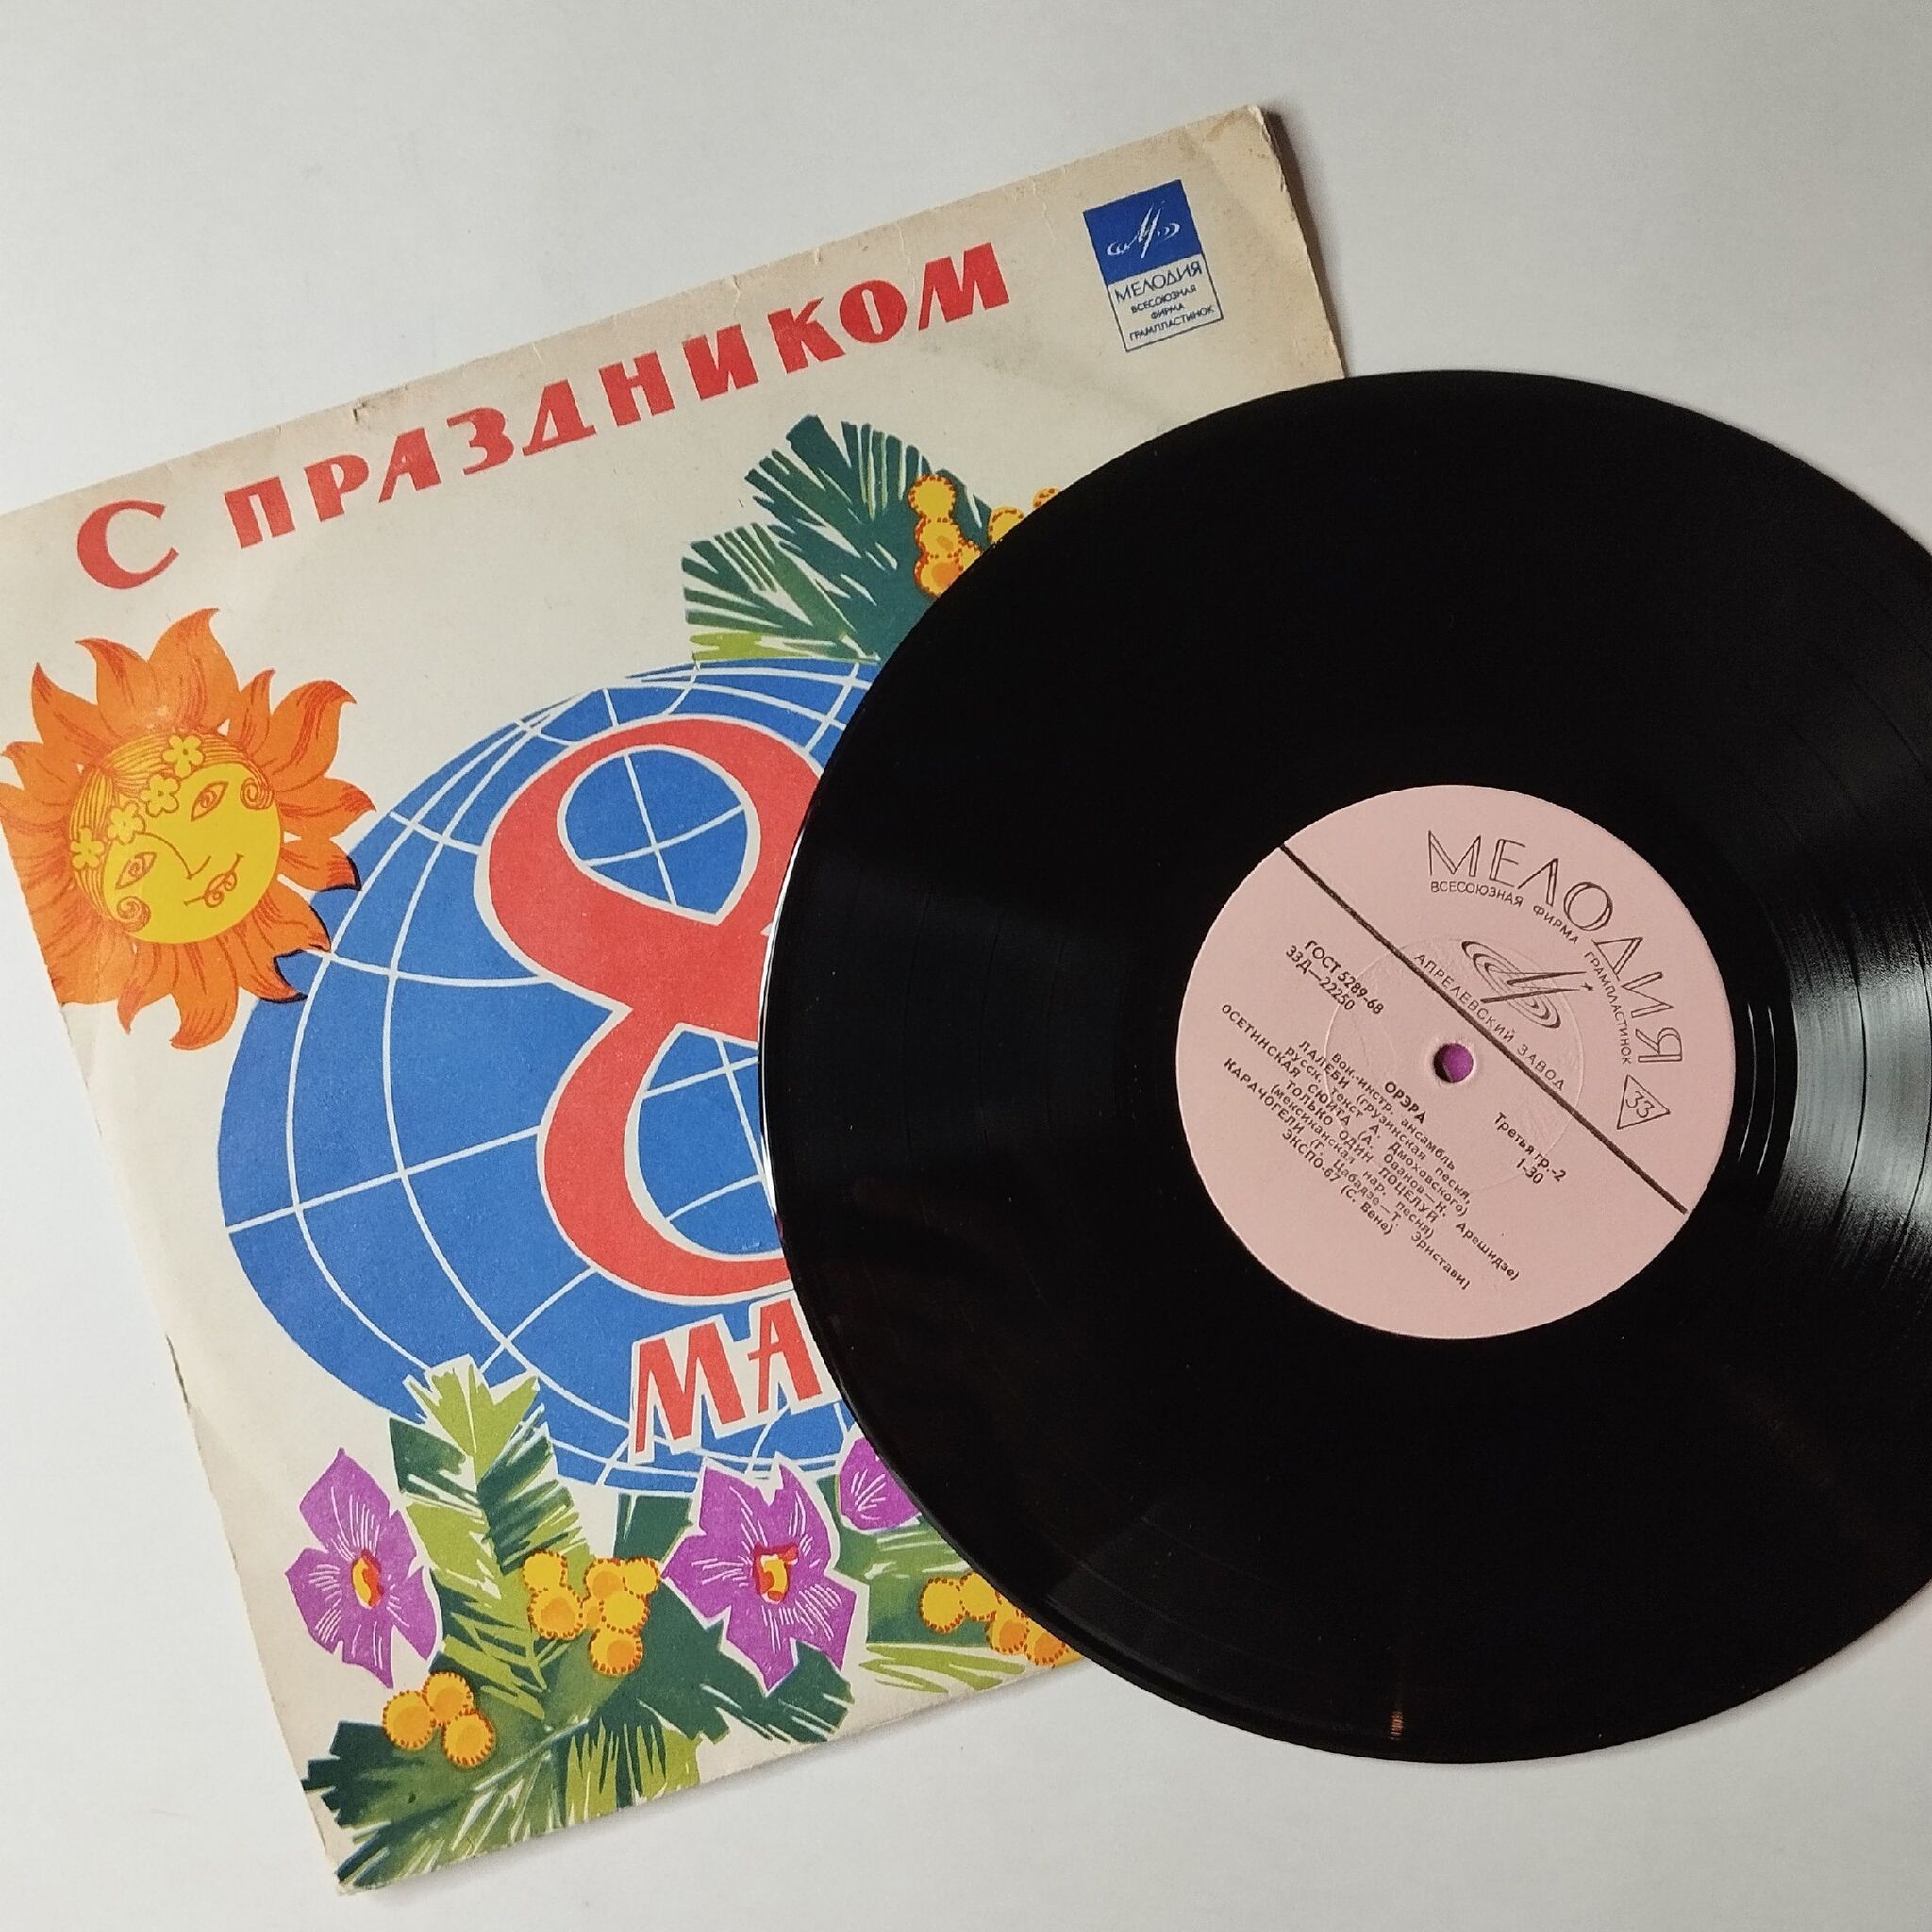 С ПРАЗДНИКОМ
МЕЛОДИЯ
ВСЕСОЮЗНАЯ
ФИРМА
ГРАМПЛАСТИНОК
8
МА
МЕЛОДИЯ
ВСЕСОЮЗНАЯ ФИРМА ГРАМПЛАСТИНОК
33
АПРЕЛЕВСКИЙ ЗАВОД
ГОСТ 5289-68
33Д—22250
Третья гр.-2
1-30
ОРЭРА
Вок.-инстр. ансамбль
ЛАЛЕБИ (грузинская песня,
русск. текст А. Дмоховского)
ОСЕТИНСКАЯ СЮИТА (А. Ованов—Н. Арешидзе)
ТОЛЬКО ОДИН ПОЦЕЛУЙ
(мексиканская нар. песня)
КАРАЧОГЕЛИ (Г. Цабадзе—Т. Эристави)
ЭКСПО-67 (С. Вене)